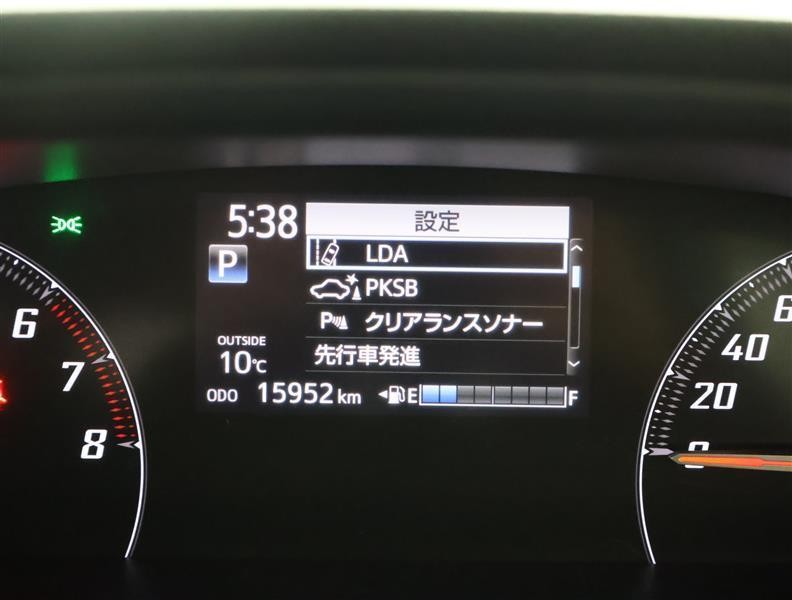 5:38
設定
P
LDA
PKSB
P クリアランスソナー
先行車発進
OUTSIDE
10℃
ODO 15952 km
E F
6
7
8
6
40
20
0